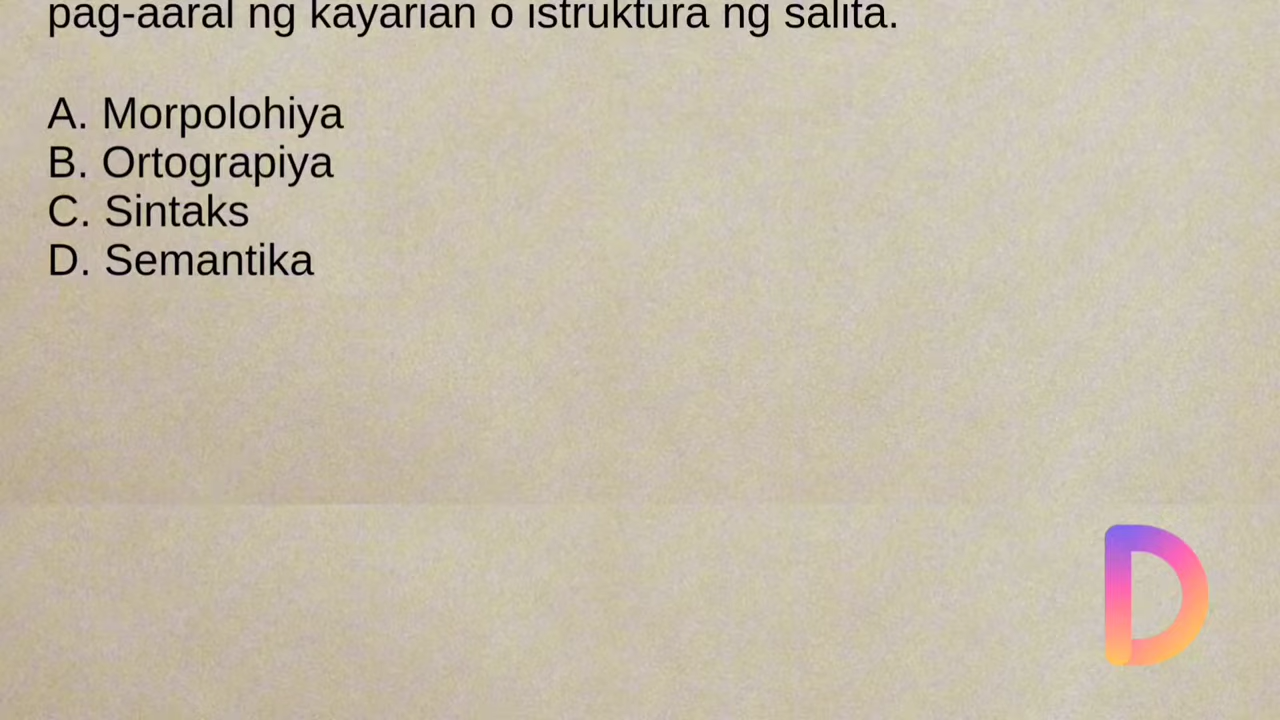 pag-aaral ng kayarian o istruktura ng salita.
A. Morpolohiya
B. Ortograpiya
C. Sintaks
D. Semantika
D